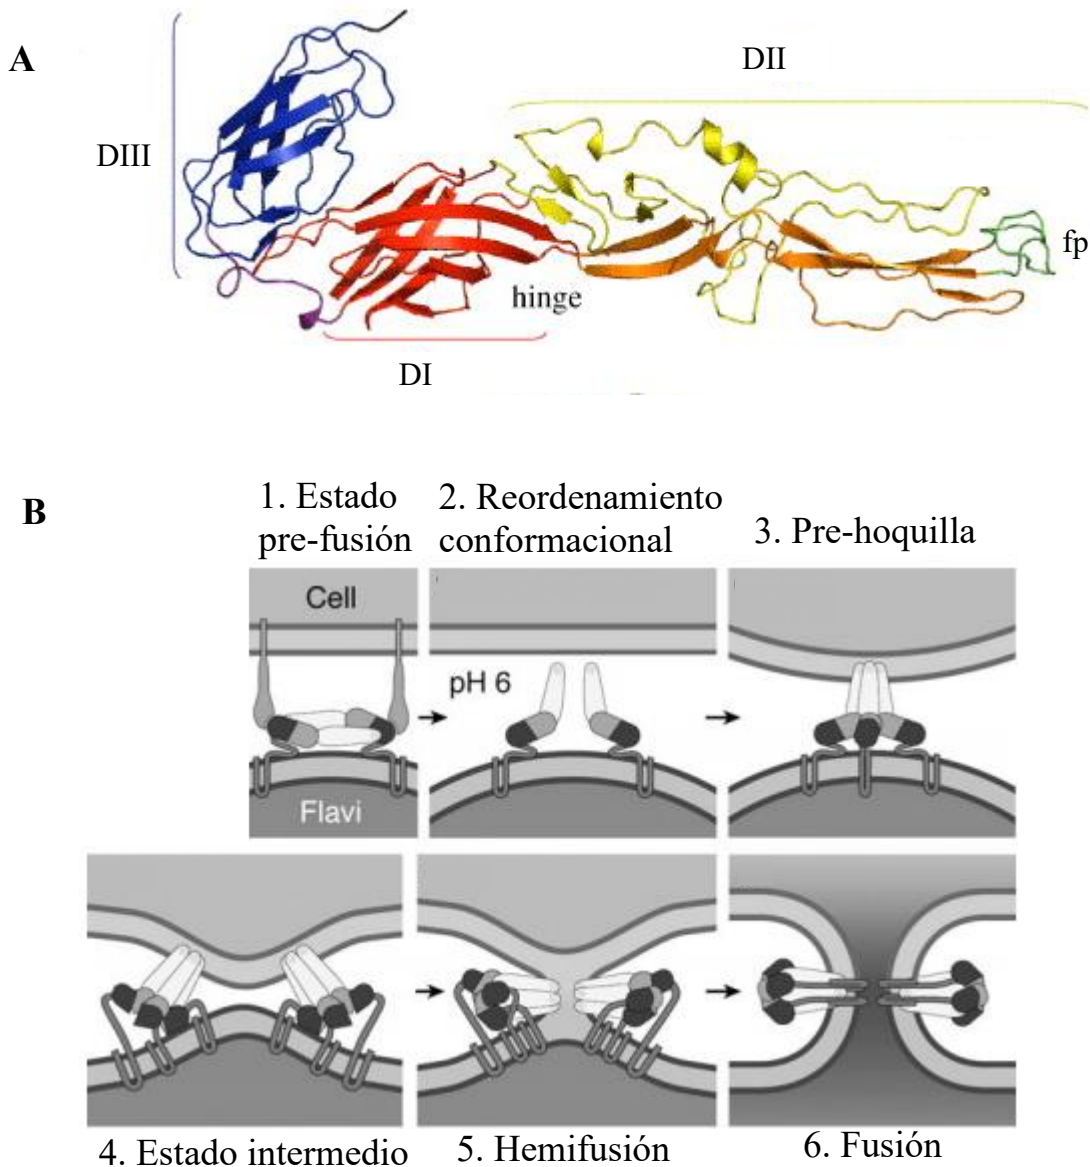 A
DII
DIII
fp
hinge
DI
B
1. Estado
pre-fusión
2. Reordenamiento
conformacional
3. Pre-hoquilla
Cell
pH 6
Flavi
4. Estado intermedio
5. Hemifusión
6. Fusión